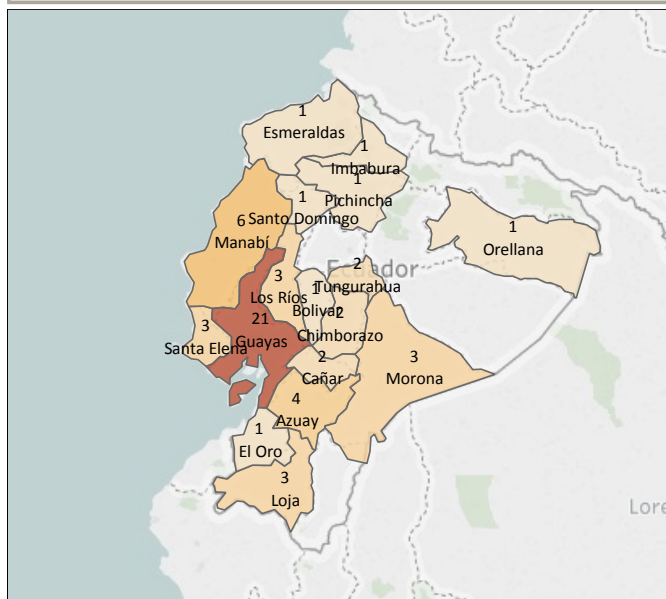 1
Esmeraldas
1
Imbabura
1
Pichincha
1
Santo Domingo
6
Manabí
1
Orellana
Ecuador
2
Tungurahua
3
Los Ríos
1
Bolivar
2
Chimborazo
21
Guayas
3
Santa Elena
2
Cañar
3
Morona
4
Azuay
1
El Oro
3
Loja
Lore